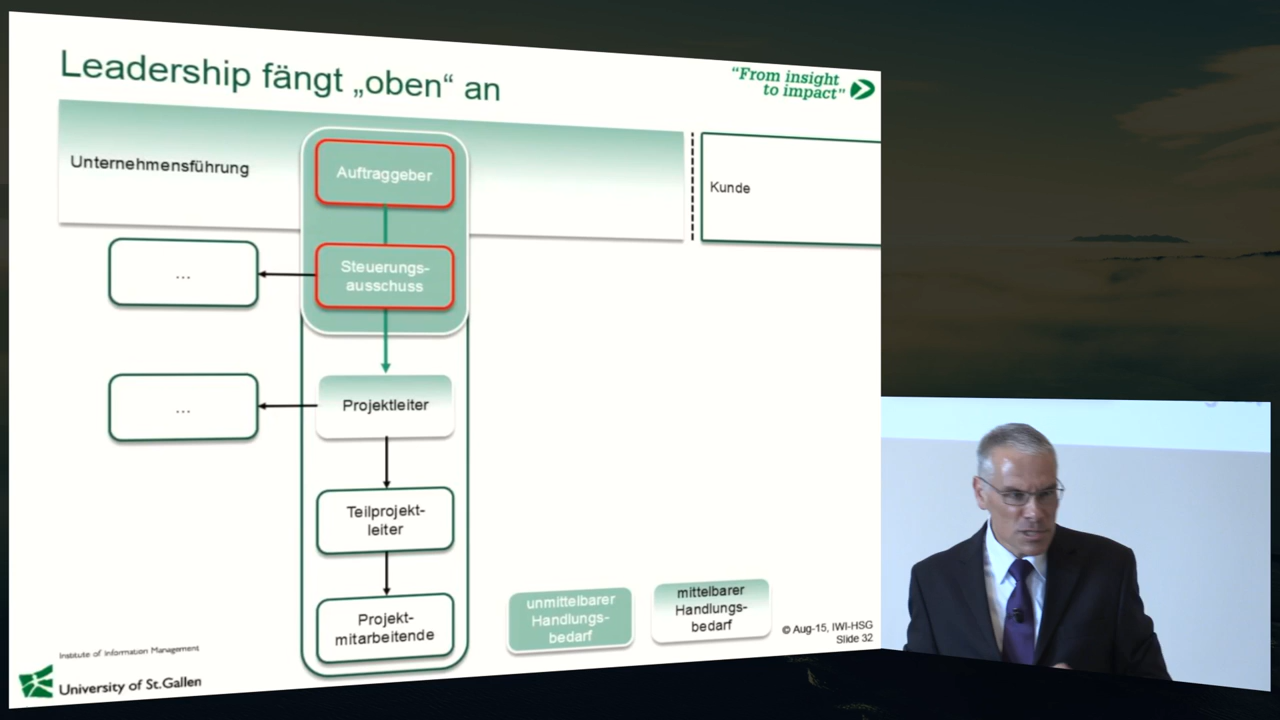 Leadership fängt „oben“ an
“From insight
to impact”
Unternehmensführung
Auftraggeber
Kunde
Steuerungs-
ausschuss
...
Projektleiter
...
Teilprojekt-
leiter
Projekt-
mitarbeitende
unmittelbarer
Handlungs-
bedarf
mittelbarer
Handlungs-
bedarf
© Aug-15, IWI-HSG
Slide 32
Institute of Information Management
University of St.Gallen